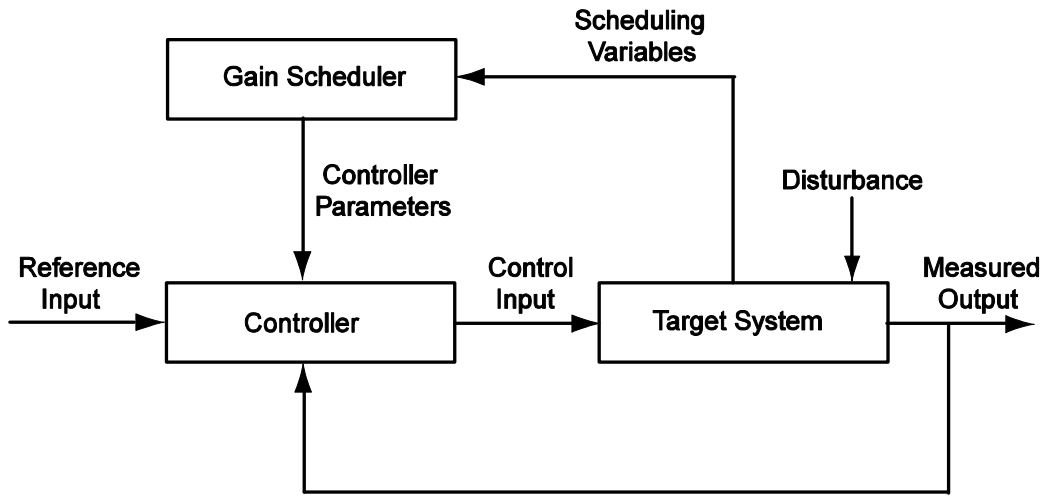 Scheduling
Variables
Gain Scheduler
Controller
Parameters
Disturbance
Reference
Input
Control
Input
Measured
Output
Controller
Target System